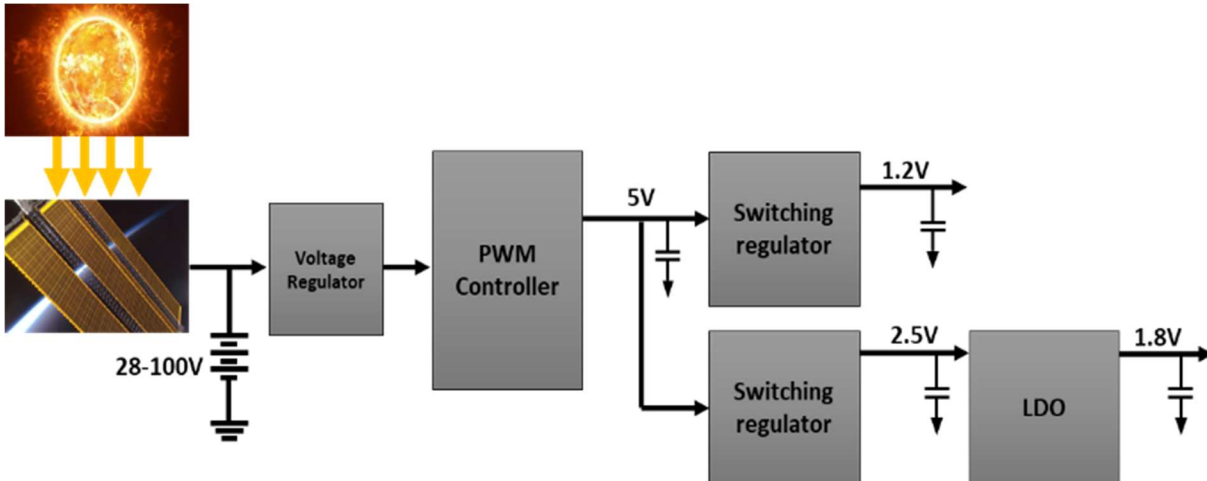 28-100V
Voltage
Regulator
PWM
Controller
5V
Switching
regulator
1.2V
Switching
regulator
2.5V
LDO
1.8V